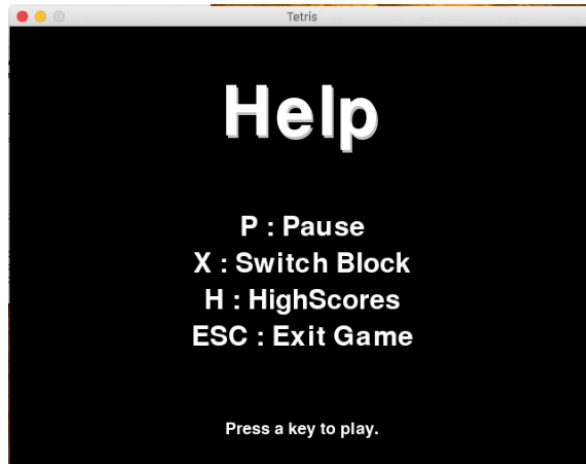 Tetris
Help
P : Pause
X : Switch Block
H : HighScores
ESC : Exit Game
Press a key to play.